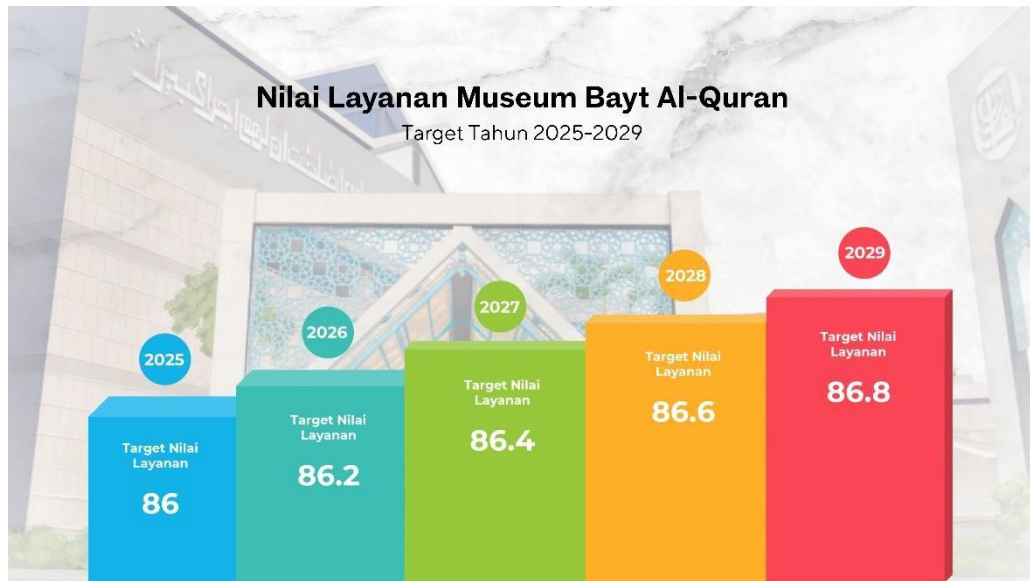 Nilai Layanan Museum Bayt Al-Quran
Target Tahun 2025-2029
2025
Target Nilai
Layanan
86
2026
Target Nilai
Layanan
86.2
2027
Target Nilai
Layanan
86.4
2028
Target Nilai
Layanan
86.6
2029
Target Nilai
Layanan
86.8